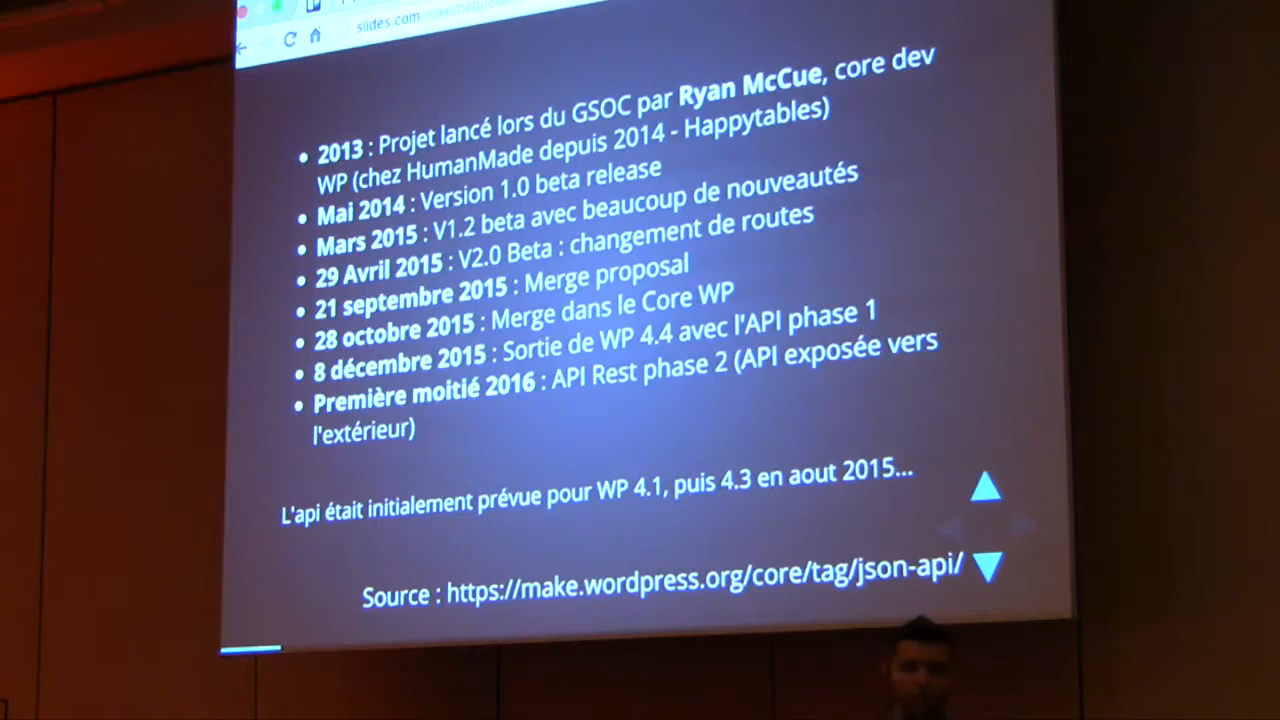 slides.com
• 2013 : Projet lancé lors du GSOC par Ryan McCue, core dev
WP (chez HumanMade depuis 2014 - Happytables)
• Mai 2014 : Version 1.0 beta release
• Mars 2015 : V1.2 beta avec beaucoup de nouveautés
• 29 Avril 2015 : V2.0 Beta : changement de routes
• 21 septembre 2015 : Merge proposal
• 28 octobre 2015 : Merge dans le Core WP
• 8 décembre 2015 : Sortie de WP 4.4 avec l'API phase 1
• Première moitié 2016 : API Rest phase 2 (API exposée vers
l'extérieur)
L'api était initialement prévue pour WP 4.1, puis 4.3 en aout 2015...
Source : https://make.wordpress.org/core/tag/json-api/